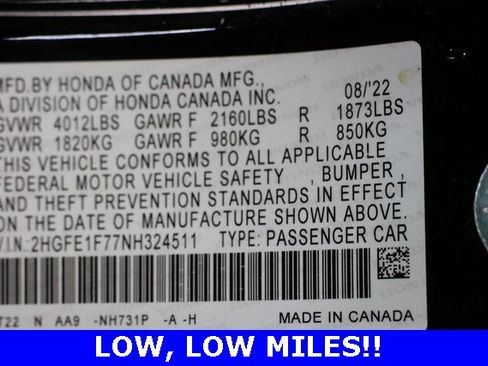 MFD.BY HONDA OF CANADA MFG.,
A DIVISION OF HONDA CANADA INC. 08/'22
GVWR 4012LBS GAWR F 2160LBS R 1873LBS
GVWR 1820KG GAWR F 980KG R 850KG
THIS VEHICLE CONFORMS TO ALL APPLICABLE
FEDERAL MOTOR VEHICLE SAFETY , BUMPER ,
AND THEFT PREVENTION STANDARDS IN EFFECT
ON THE DATE OF MANUFACTURE SHOWN ABOVE.
V.I.N.: 2HGFE1F77NH324511 TYPE: PASSENGER CAR
T22 N AA9 -NH731P -A -H
MADE IN CANADA
LOW, LOW MILES!!